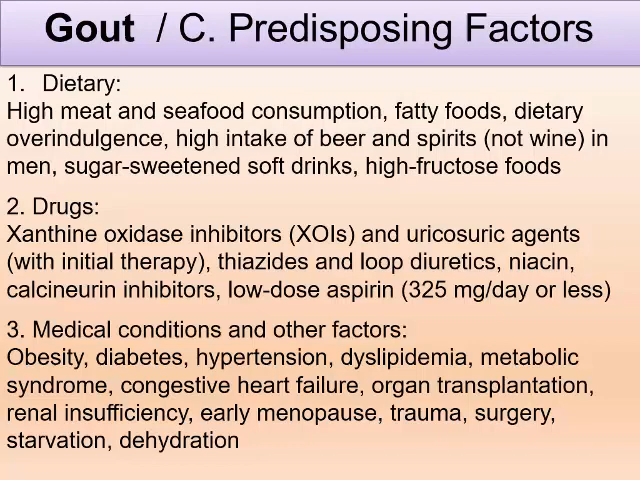 Gout / C. Predisposing Factors
1. Dietary:
High meat and seafood consumption, fatty foods, dietary
overindulgence, high intake of beer and spirits (not wine) in
men, sugar-sweetened soft drinks, high-fructose foods
2. Drugs:
Xanthine oxidase inhibitors (XOIs) and uricosuric agents
(with initial therapy), thiazides and loop diuretics, niacin,
calcineurin inhibitors, low-dose aspirin (325 mg/day or less)
3. Medical conditions and other factors:
Obesity, diabetes, hypertension, dyslipidemia, metabolic
syndrome, congestive heart failure, organ transplantation,
renal insufficiency, early menopause, trauma, surgery,
starvation, dehydration